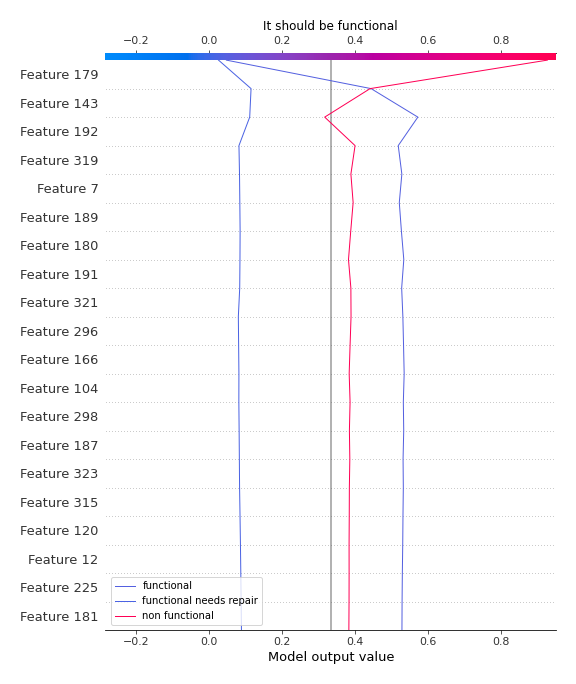 It should be functional
−0.2 0.0 0.2 0.4 0.6 0.8
Feature 179
Feature 143
Feature 192
Feature 319
Feature 7
Feature 189
Feature 180
Feature 191
Feature 321
Feature 296
Feature 166
Feature 104
Feature 298
Feature 187
Feature 323
Feature 315
Feature 120
Feature 12
Feature 225
Feature 181
functional
functional needs repair
non functional
−0.2 0.0 0.2 0.4 0.6 0.8
Model output value